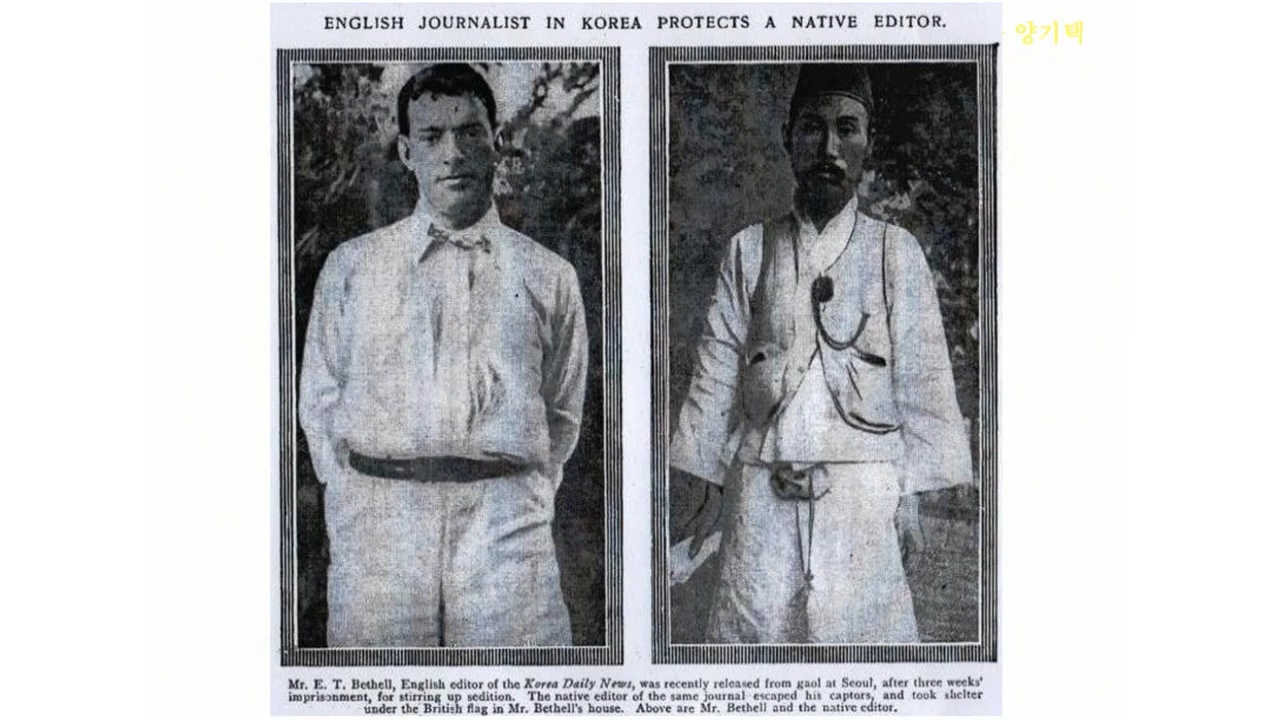 ENGLISH JOURNALIST IN KOREA PROTECTS A NATIVE EDITOR.
양기택
Mr. E. T. Bethell, English editor of the Korea Daily News, was recently released from gaol at Seoul, after three weeks'
imprisonment, for stirring up sedition. The native editor of the same journal escaped his captors, and took shelter
under the British flag in Mr. Bethell's house. Above are Mr. Bethell and the native editor.